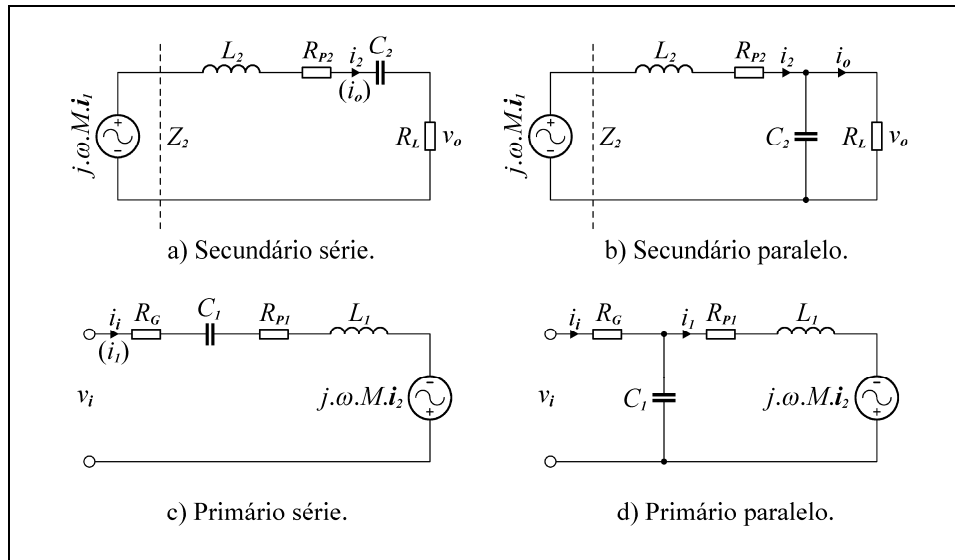 L2 RP2 i2 C2
(io)
j.ω.M.i1 Z2 RL vo
a) Secundário série.
L2 RP2 i2 io
j.ω.M.i1 Z2 C2 RL vo
b) Secundário paralelo.
ii RG C1 RP1 L1
(i1)
vi j.ω.M.i2
c) Primário série.
ii RG i1 RP1 L1
vi C1 j.ω.M.i2
d) Primário paralelo.